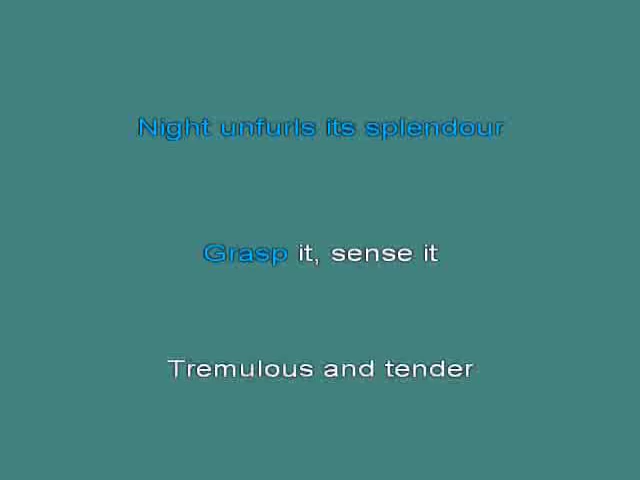 Night unfurls its splendour
Grasp it, sense it
Tremulous and tender